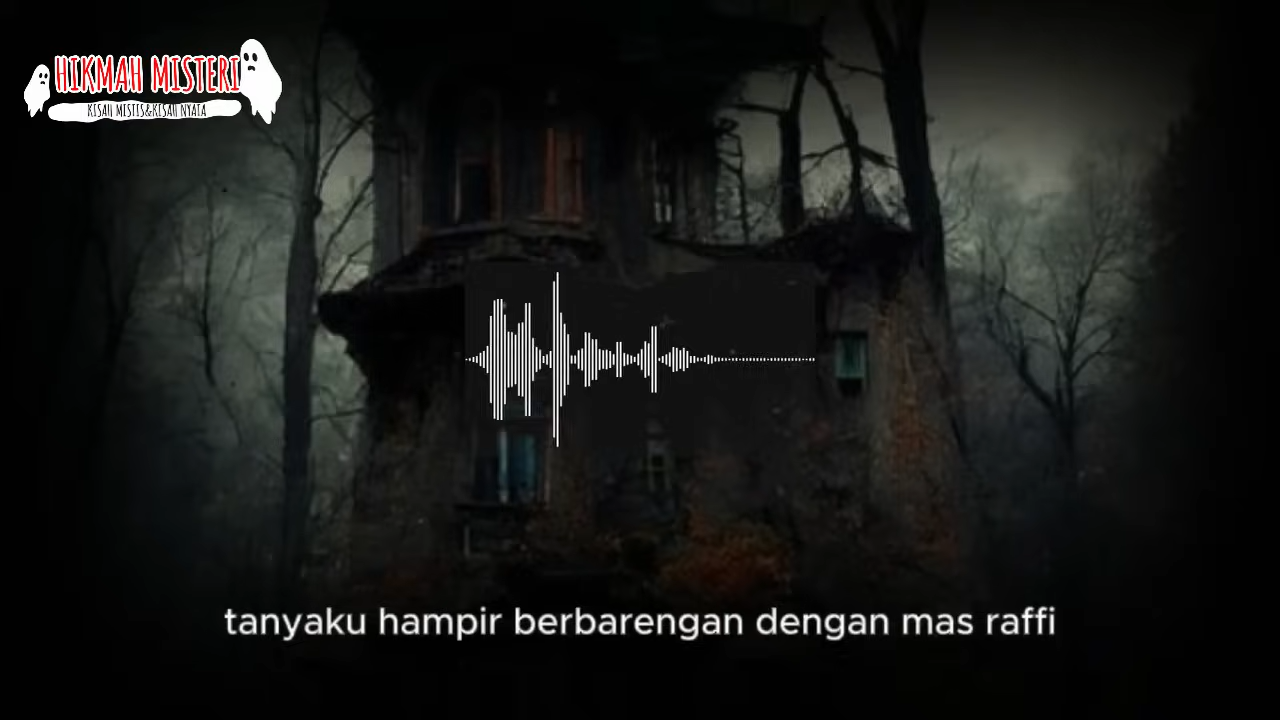 HIKMAH MISTERI
KISAH MISTIS&KISAH NYATA
tanyaku hampir berbarengan dengan mas raffi